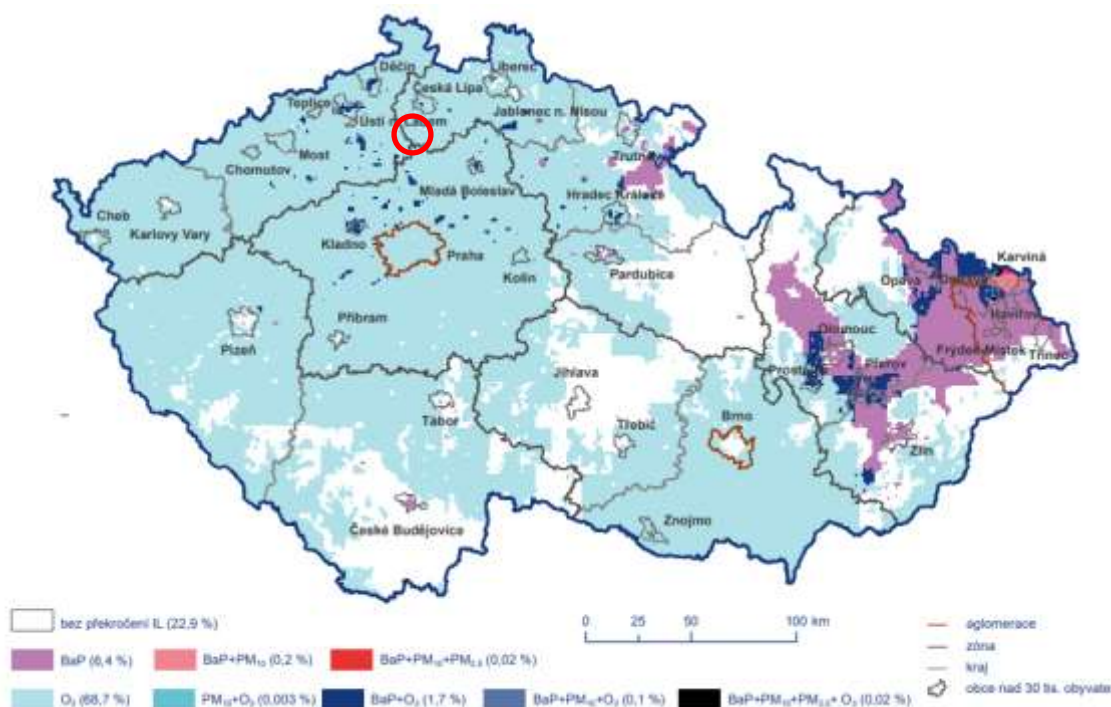 Děčín
Liberec
Česká Lípa
Teplice
Jablonec n. Nisou
Most
Trutnov
Chomutov
Mladá Boleslav
Hradec Králové
Cheb
Karlovy Vary
Kladno
Praha
Kolín
Pardubice
Karviná
Opava
Ostrava
Havířov
Příbram
Olomouc
Plzeň
Frýdek-Místek
Třinec
Prostějov
Přerov
Jihlava
Tábor
Brno
Třebíč
Zlín
České Budějovice
Znojmo
bez překročení IL (22,9 %)
0 25 50 100 km
aglomerace
BaP (6,4 %) BaP+PM₁₀ (0,2 %) BaP+PM₁₀+PM₂,₅ (0,02 %)
zóna
kraj
O₃ (68,7 %) PM₁₀+O₃ (0,003 %) BaP+O₃ (1,7 %) BaP+PM₁₀+O₃ (0,1 %) BaP+PM₁₀+PM₂,₅+ O₃ (0,02 %)
obce nad 30 tis. obyvatel